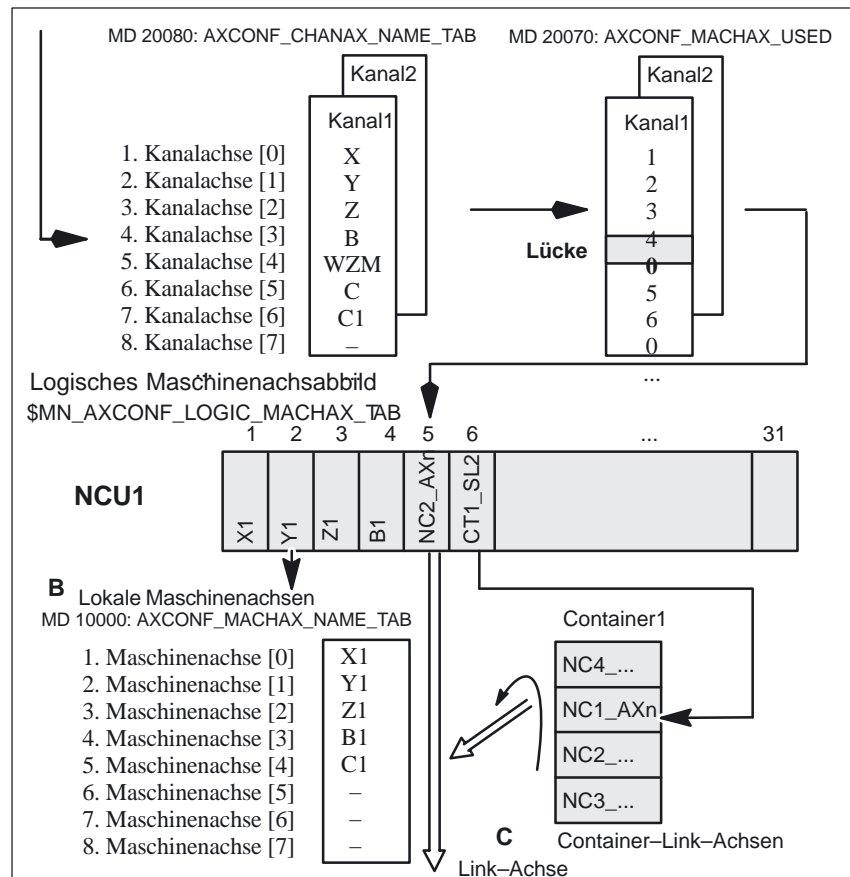 MD 20080: AXCONF_CHANAX_NAME_TAB MD 20070: AXCONF_MACHAX_USED
Kanal2 Kanal2
Kanal1 Kanal1
1. Kanalachse [0] X 1
2. Kanalachse [1] Y 2
3. Kanalachse [2] Z 3
4. Kanalachse [3] B 4
Lücke
5. Kanalachse [4] WZM 0
6. Kanalachse [5] C 5
7. Kanalachse [6] C1 6
8. Kanalachse [7] – 0
...
Logisches Maschinenachsabbild
$MN_AXCONF_LOGIC_MACHAX_TAB
1 2 3 4 5 6 ... 31
NCU1 X1 Y1 Z1 B1 NC2_AXn CT1_SL2
B Lokale Maschinenachsen
MD 10000: AXCONF_MACHAX_NAME_TAB
1. Maschinenachse [0] X1
2. Maschinenachse [1] Y1
3. Maschinenachse [2] Z1
4. Maschinenachse [3] B1
5. Maschinenachse [4] C1
6. Maschinenachse [5] –
7. Maschinenachse [6] –
8. Maschinenachse [7] –
Container1
NC4_...
NC1_AXn
NC2_...
NC3_...
C Container–Link–Achsen
Link–Achse